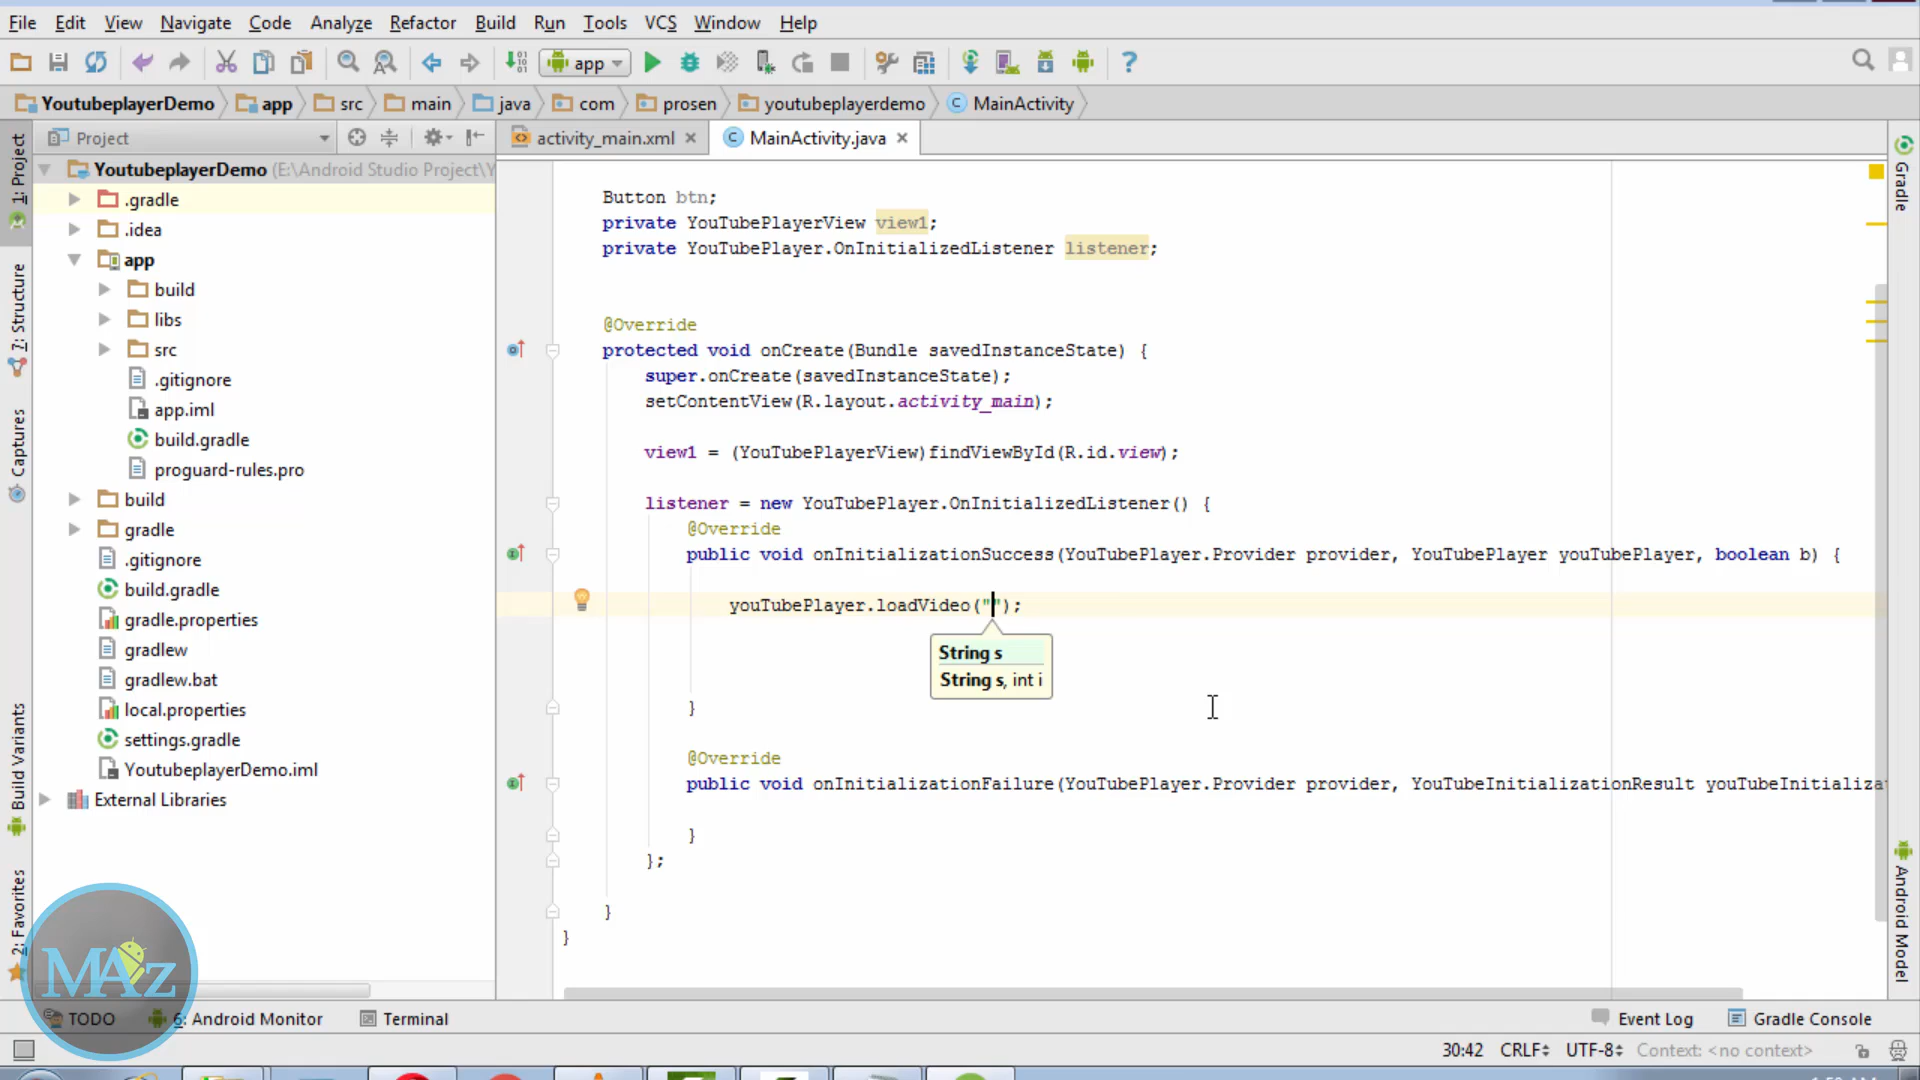 File Edit View Navigate Code Analyze Refactor Build Run Tools VCS Window Help
app
YoutubeplayerDemo app src main java com prosen youtubeplayerdemo MainActivity
Project
activity_main.xml
MainActivity.java
1: Project
7: Structure
Captures
Build Variants
2: Favorites
YoutubeplayerDemo (E:\Android Studio Project\Y
.gradle
.idea
app
build
libs
src
.gitignore
app.iml
build.gradle
proguard-rules.pro
build
gradle
.gitignore
build.gradle
gradle.properties
gradlew
gradlew.bat
local.properties
settings.gradle
YoutubeplayerDemo.iml
External Libraries
Button btn;
private YouTubePlayerView view1;
private YouTubePlayer.OnInitializedListener listener;
@Override
protected void onCreate(Bundle savedInstanceState) {
super.onCreate(savedInstanceState);
setContentView(R.layout.activity_main);
view1 = (YouTubePlayerView)findViewById(R.id.view);
listener = new YouTubePlayer.OnInitializedListener() {
@Override
public void onInitializationSuccess(YouTubePlayer.Provider provider, YouTubePlayer youTubePlayer, boolean b) {
youTubePlayer.loadVideo("");
String s
String s, int i
}
@Override
public void onInitializationFailure(YouTubePlayer.Provider provider, YouTubeInitializationResult youTubeInitializa
}
};
}
}
Gradle
Android Model
MAz
TODO
6: Android Monitor
Terminal
Event Log
Gradle Console
30:42 CRLF UTF-8 Context: <no context>